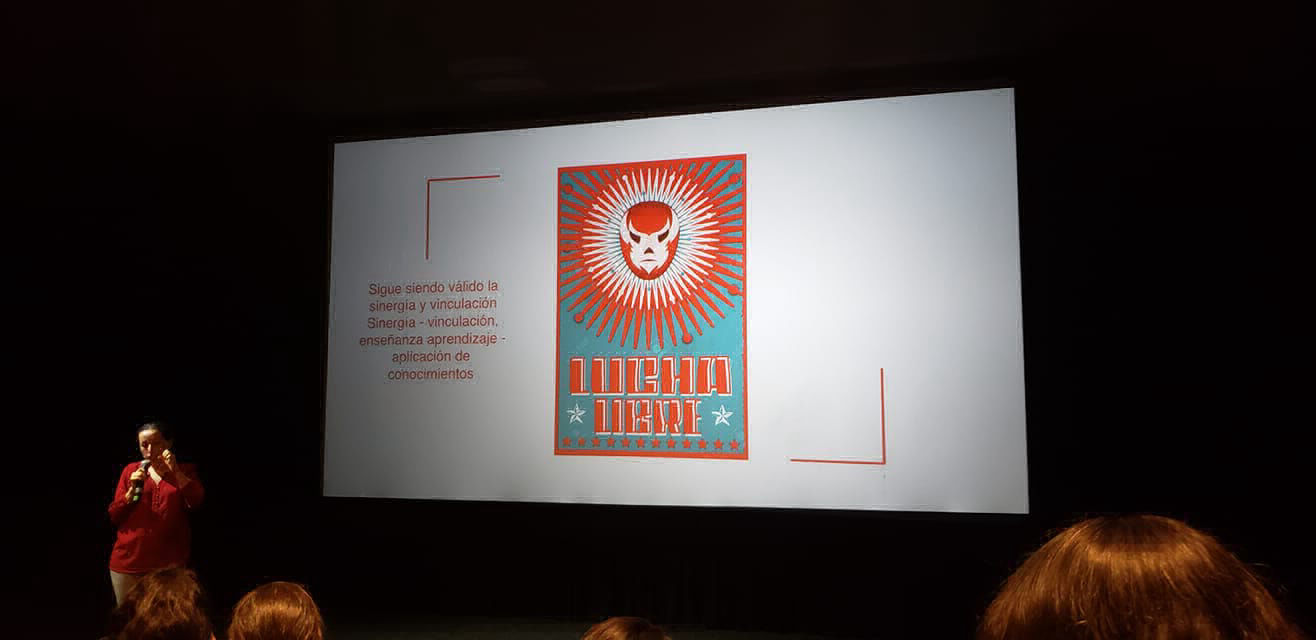 Sigue siendo válido la
sinergia y vinculación
Sinergia - vinculación,
enseñanza aprendizaje -
aplicación de
conocimientos
LUCHA
LIBRE